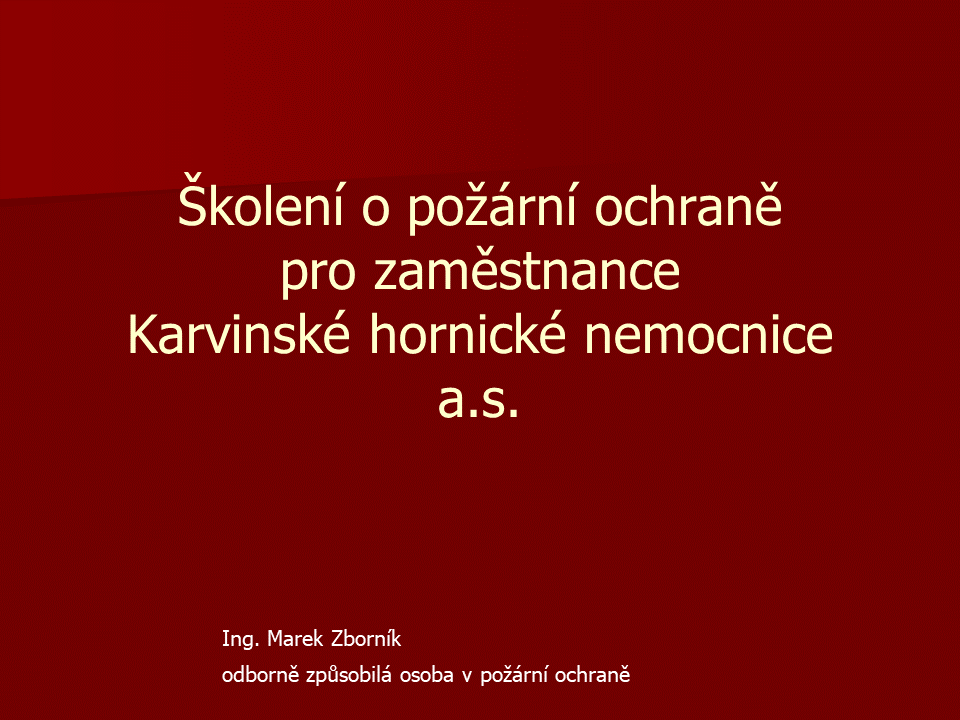 Školení o požární ochraně
pro zaměstnance
Karvinské hornické nemocnice
a.s.
Ing. Marek Zborník
odborně způsobilá osoba v požární ochraně